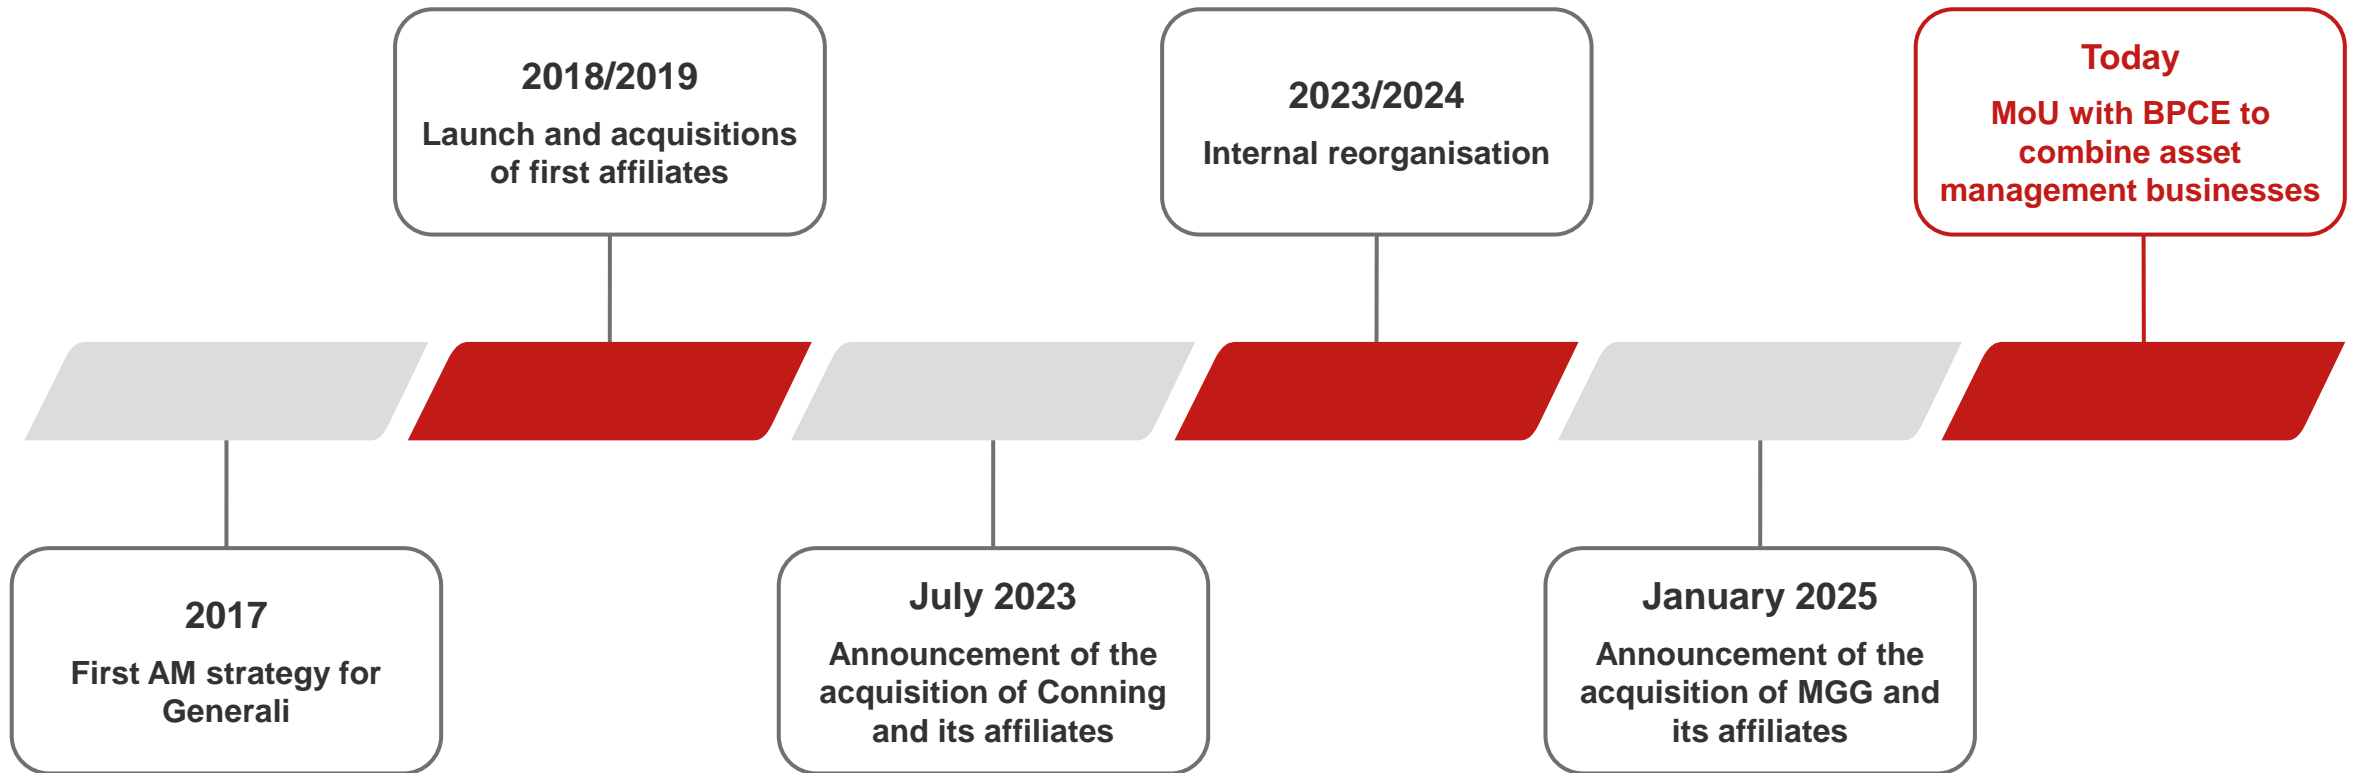 2017
First AM strategy for
Generali
2018/2019
Launch and acquisitions
of first affiliates
July 2023
Announcement of the
acquisition of Conning
and its affiliates
2023/2024
Internal reorganisation
January 2025
Announcement of the
acquisition of MGG and
its affiliates
Today
MoU with BPCE to
combine asset
management businesses